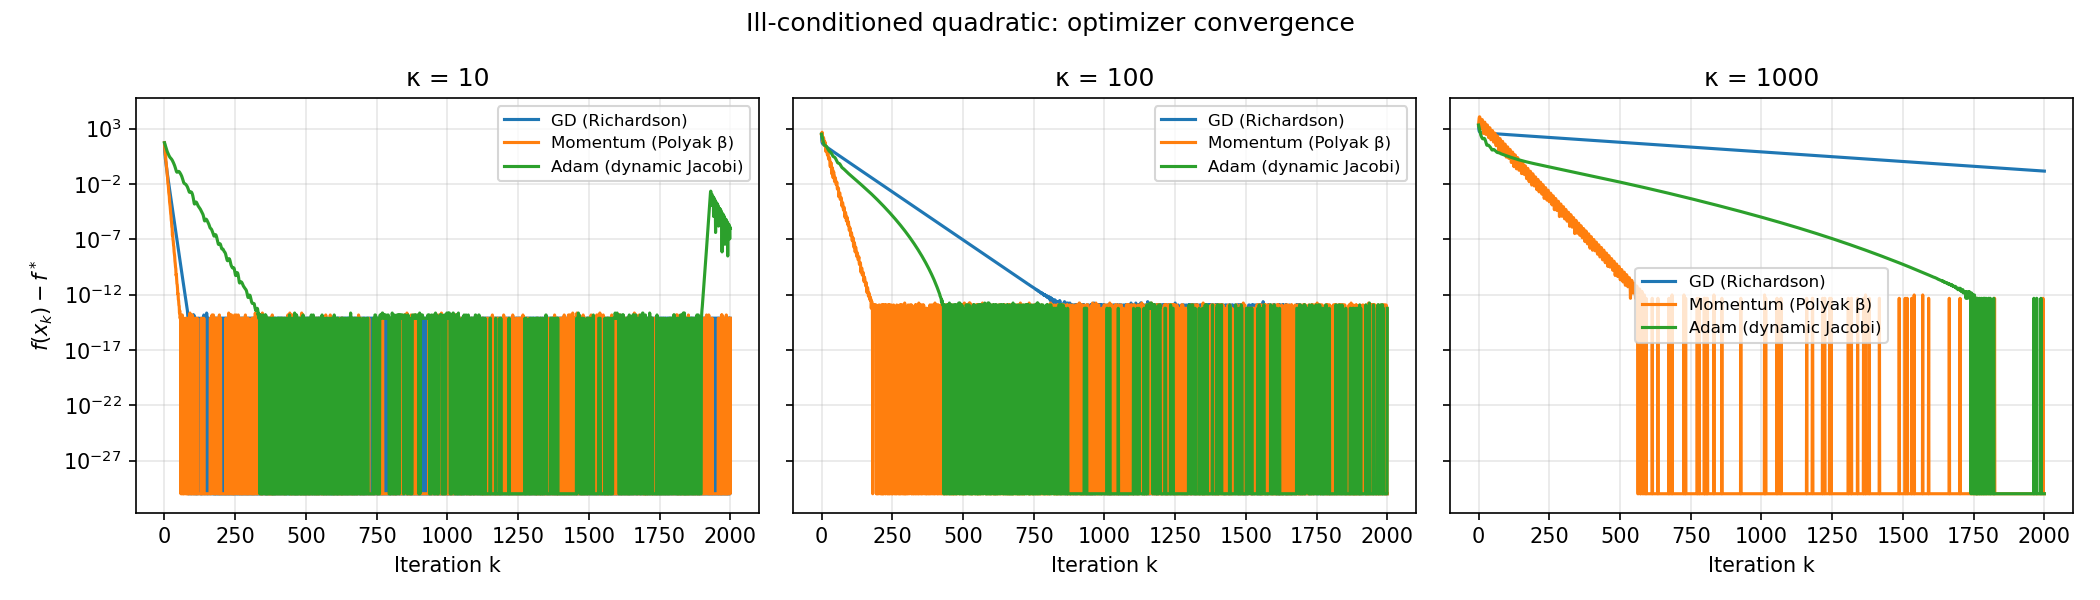 Ill-conditioned quadratic: optimizer convergence
κ = 10
κ = 100
κ = 1000
f(x_k) − f^*
10^3
10^−2
10^−7
10^−12
10^−17
10^−22
10^−27
GD (Richardson)
Momentum (Polyak β)
Adam (dynamic Jacobi)
GD (Richardson)
Momentum (Polyak β)
Adam (dynamic Jacobi)
GD (Richardson)
Momentum (Polyak β)
Adam (dynamic Jacobi)
0 250 500 750 1000 1250 1500 1750 2000
0 250 500 750 1000 1250 1500 1750 2000
0 250 500 750 1000 1250 1500 1750 2000
Iteration k
Iteration k
Iteration k